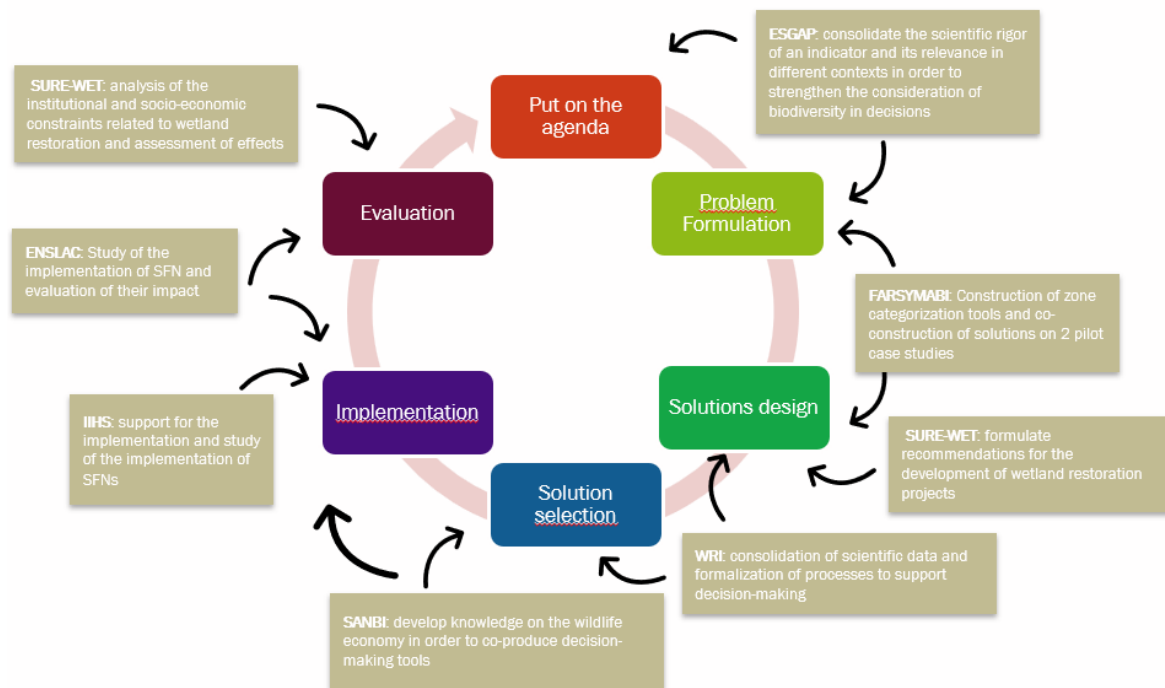 ESGAP: consolidate the scientific rigor
of an indicator and its relevance in
different contexts in order to
strengthen the consideration of
biodiversity in decisions
SURE-WET: analysis of the
institutional and socio-economic
constraints related to wetland
restoration and assessment of effects
Put on the
agenda
Evaluation
Problem
Formulation
ENSLAC: Study of the
implementation of SFN and
evaluation of their impact
FARSYMABI: Construction of zone
categorization tools and co-
construction of solutions on 2 pilot
case studies
Implementation
Solutions design
IIHS: support for the
implementation and study
of the implementation of
SFNs
SURE-WET: formulate
recommendations for the
development of wetland restoration
projects
Solution
selection
WRI: consolidation of scientific data and
formalization of processes to support
decision-making
SANBI: develop knowledge on the wildlife
economy in order to co-produce decision-
making tools